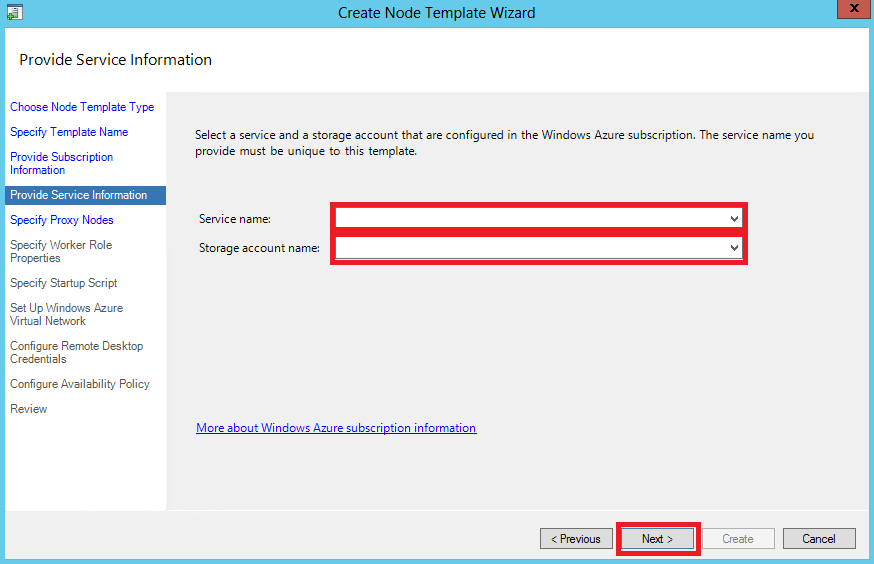 Create Node Template Wizard
X
Provide Service Information
Choose Node Template Type
Specify Template Name
Provide Subscription
Information
Provide Service Information
Specify Proxy Nodes
Specify Worker Role
Properties
Specify Startup Script
Set Up Windows Azure
Virtual Network
Configure Remote Desktop
Credentials
Configure Availability Policy
Review
Select a service and a storage account that are configured in the Windows Azure subscription. The service name you
provide must be unique to this template.
Service name:
Storage account name:
More about Windows Azure subscription information
< Previous
Next >
Create
Cancel